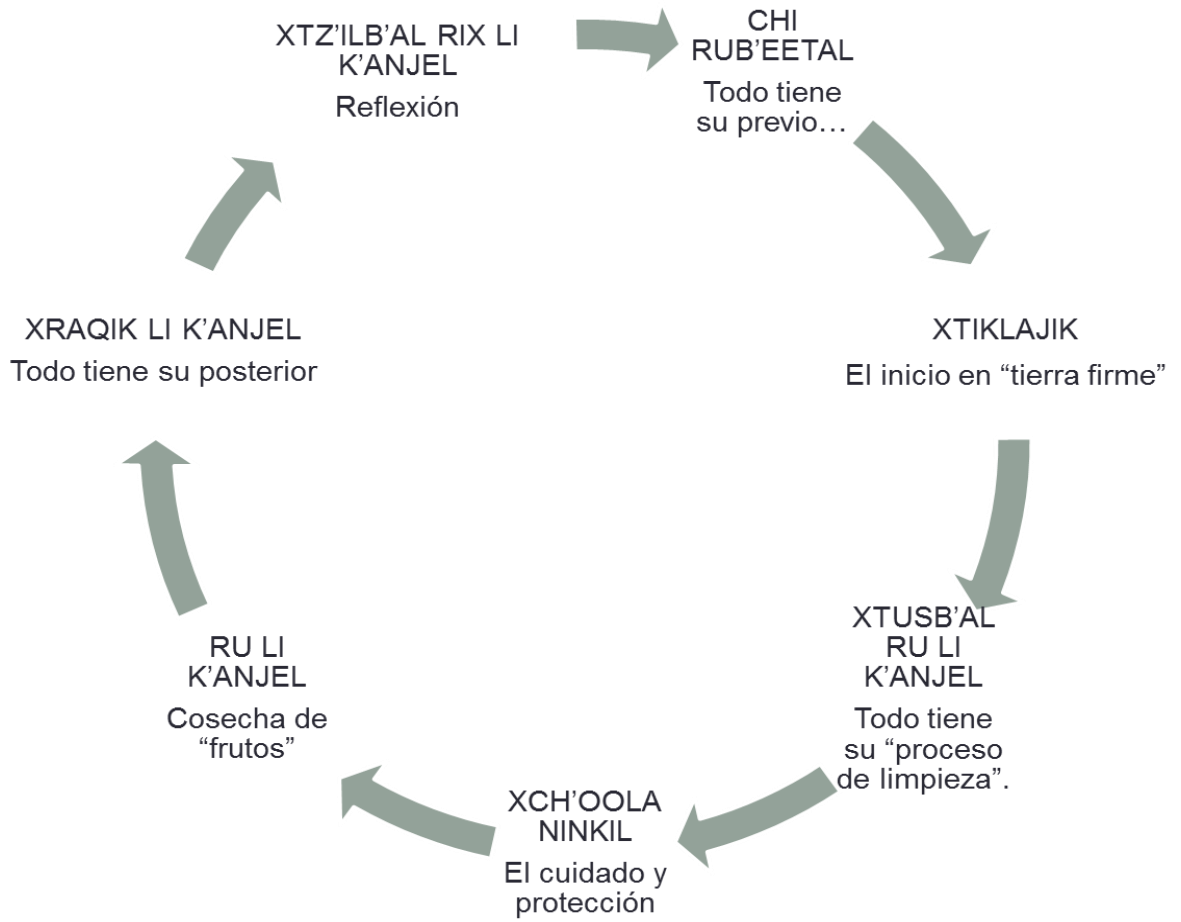 XTZ’ILB’AL RIX LI
K’ANJEL
Reflexión
CHI
RUB’EETAL
Todo tiene
su previo…
XTIKLAJIK
El inicio en “tierra firme”
XTUSB’AL
RU LI
K’ANJEL
Todo tiene
su “proceso
de limpieza”.
XCH’OOLA
NINKIL
El cuidado y
protección
RU LI
K’ANJEL
Cosecha de
“frutos”
XRAQIK LI K’ANJEL
Todo tiene su posterior